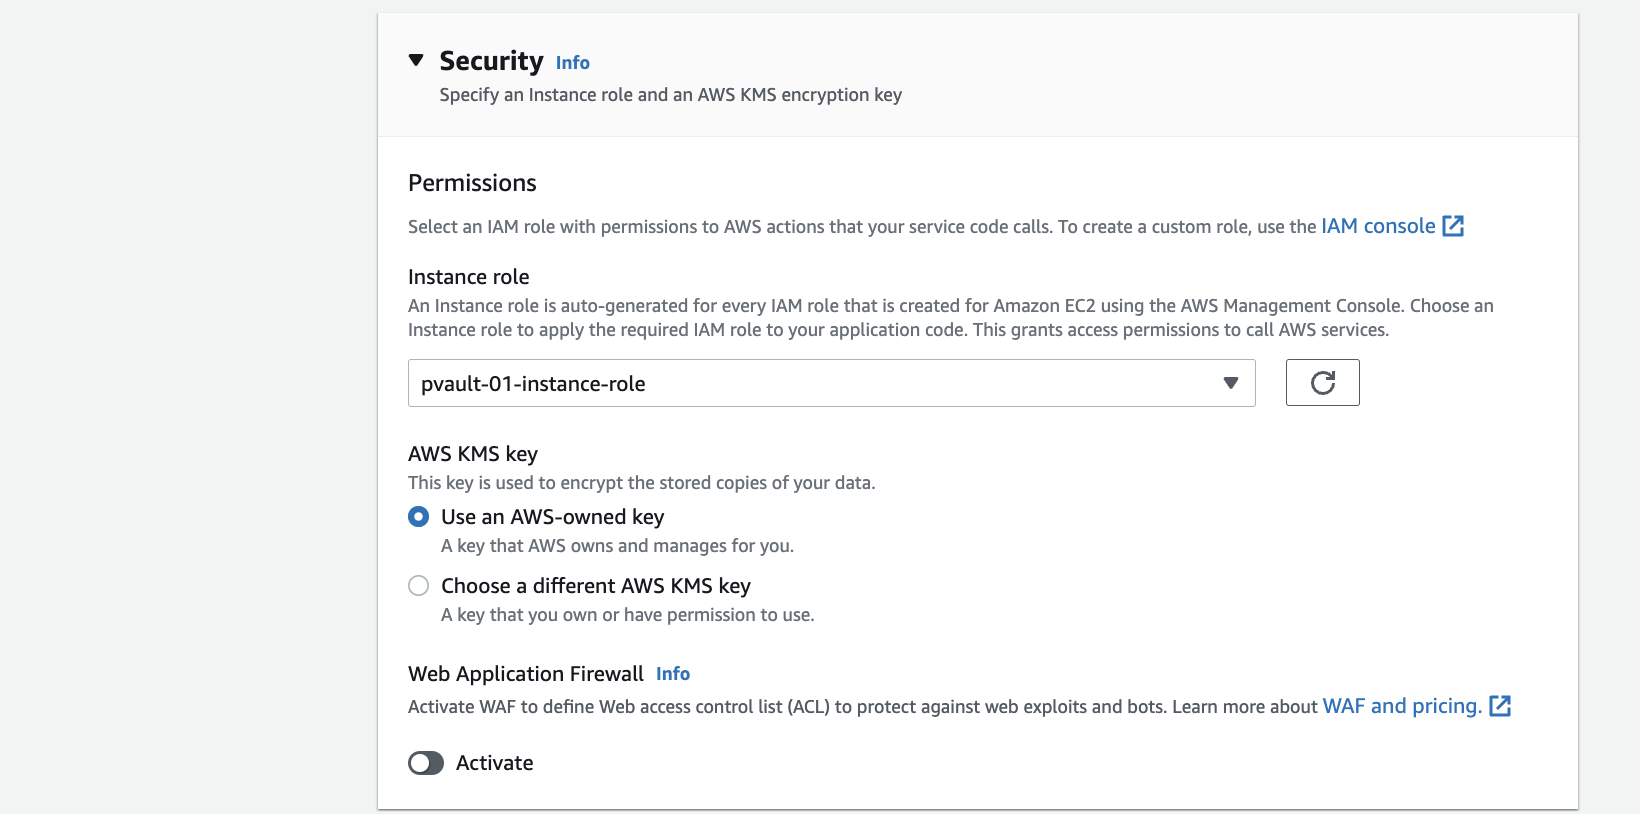 Security Info
Specify an Instance role and an AWS KMS encryption key
Permissions
Select an IAM role with permissions to AWS actions that your service code calls. To create a custom role, use the IAM console
Instance role
An Instance role is auto-generated for every IAM role that is created for Amazon EC2 using the AWS Management Console. Choose an
Instance role to apply the required IAM role to your application code. This grants access permissions to call AWS services.
pvault-01-instance-role
AWS KMS key
This key is used to encrypt the stored copies of your data.
Use an AWS-owned key
A key that AWS owns and manages for you.
Choose a different AWS KMS key
A key that you own or have permission to use.
Web Application Firewall Info
Activate WAF to define Web access control list (ACL) to protect against web exploits and bots. Learn more about WAF and pricing.
Activate